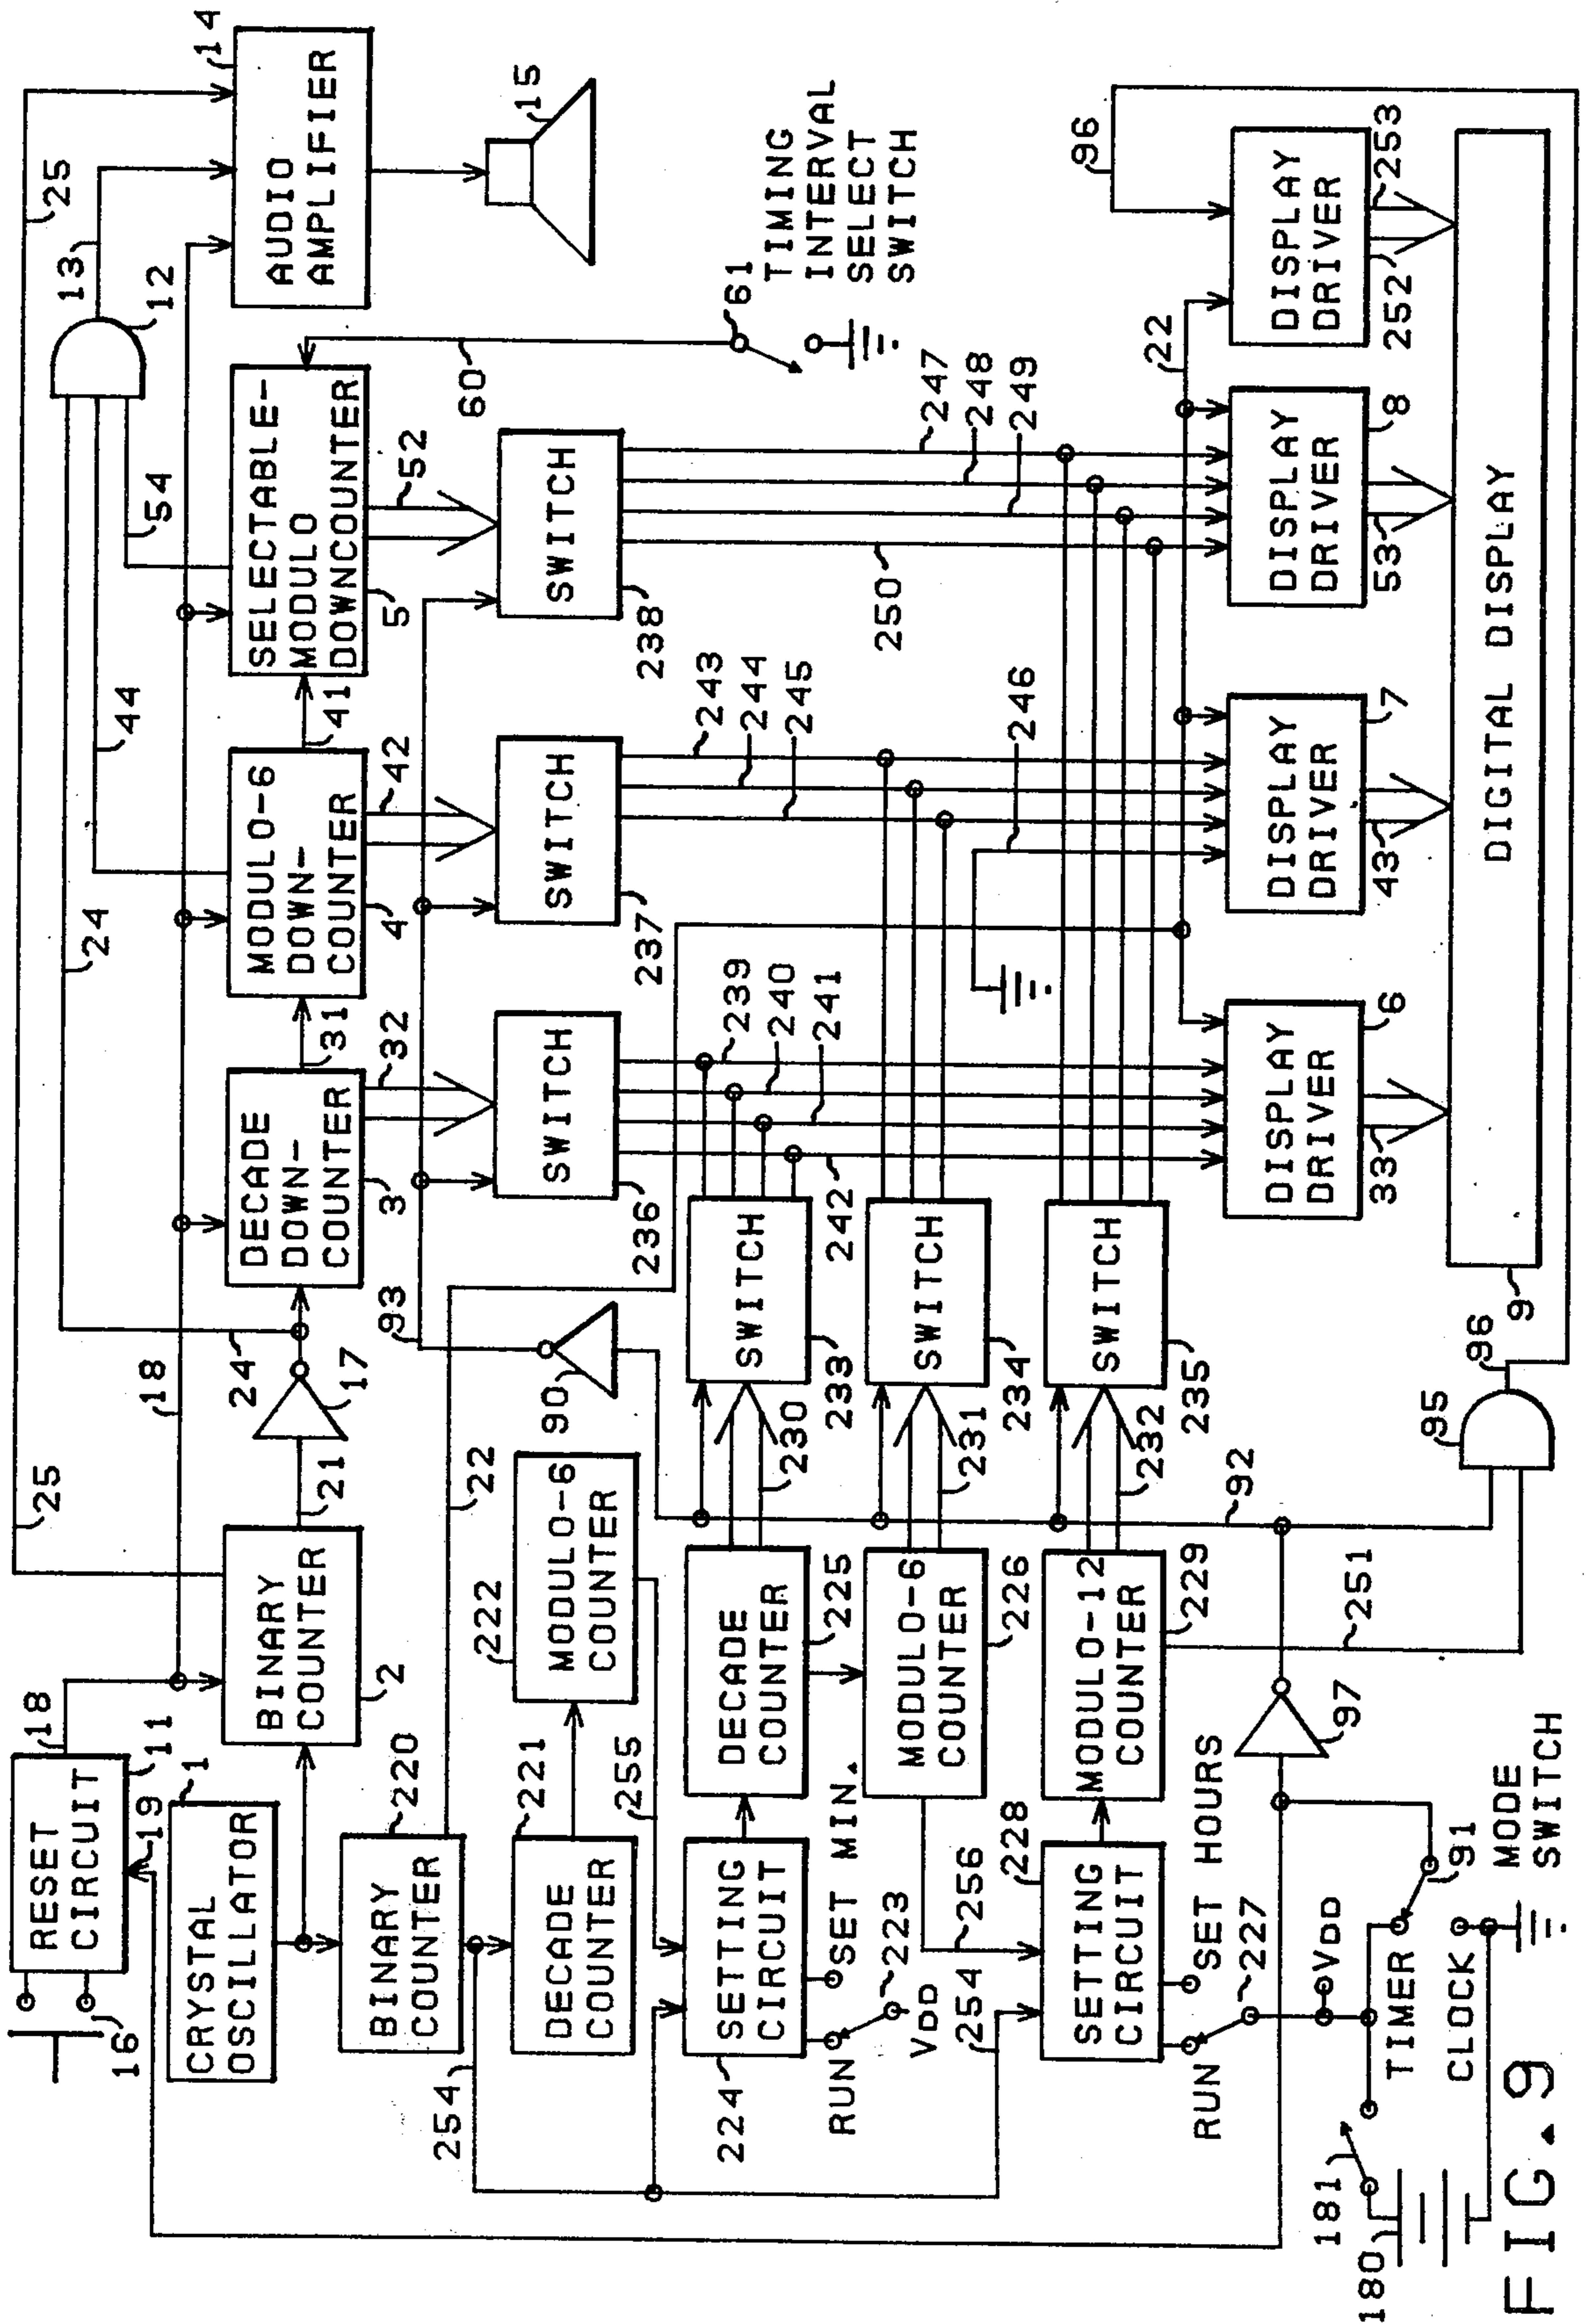 16
RESET
CIRCUIT
18
11
19
1
CRYSTAL
OSCILLATOR
BINARY
COUNTER
2
25
18
21
17
24
DECADE
DOWN-
COUNTER
3
31
32
24
MODULO-6
DOWN-
COUNTER
4
41
42
44
SELECTABLE-
MODULO
DOWNCOUNTER
5
52
54
12
13
25
AUDIO
AMPLIFIER
14
15
BINARY
COUNTER
220
254
22
DECADE
COUNTER
221
MODULO-6
COUNTER
222
255
90
93
SWITCH
236
SWITCH
237
SWITCH
238
60
61
TIMING
INTERVAL
SELECT
SWITCH
SETTING
CIRCUIT
224
RUN
SET MIN.
223
VDD
DECADE
COUNTER
225
230
SWITCH
233
239
240
241
242
243
244
245
246
247
248
249
250
MODULO-6
COUNTER
226
231
SWITCH
234
256
254
SETTING
CIRCUIT
228
RUN
SET HOURS
227
VDD
MODULO-12
COUNTER
229
232
SWITCH
235
92
251
97
95
96
DISPLAY
DRIVER
6
33
DISPLAY
DRIVER
7
43
DISPLAY
DRIVER
8
53
22
DISPLAY
DRIVER
252
253
96
DIGITAL DISPLAY
9
180
181
TIMER
CLOCK
91
MODE
SWITCH
FIG. 9